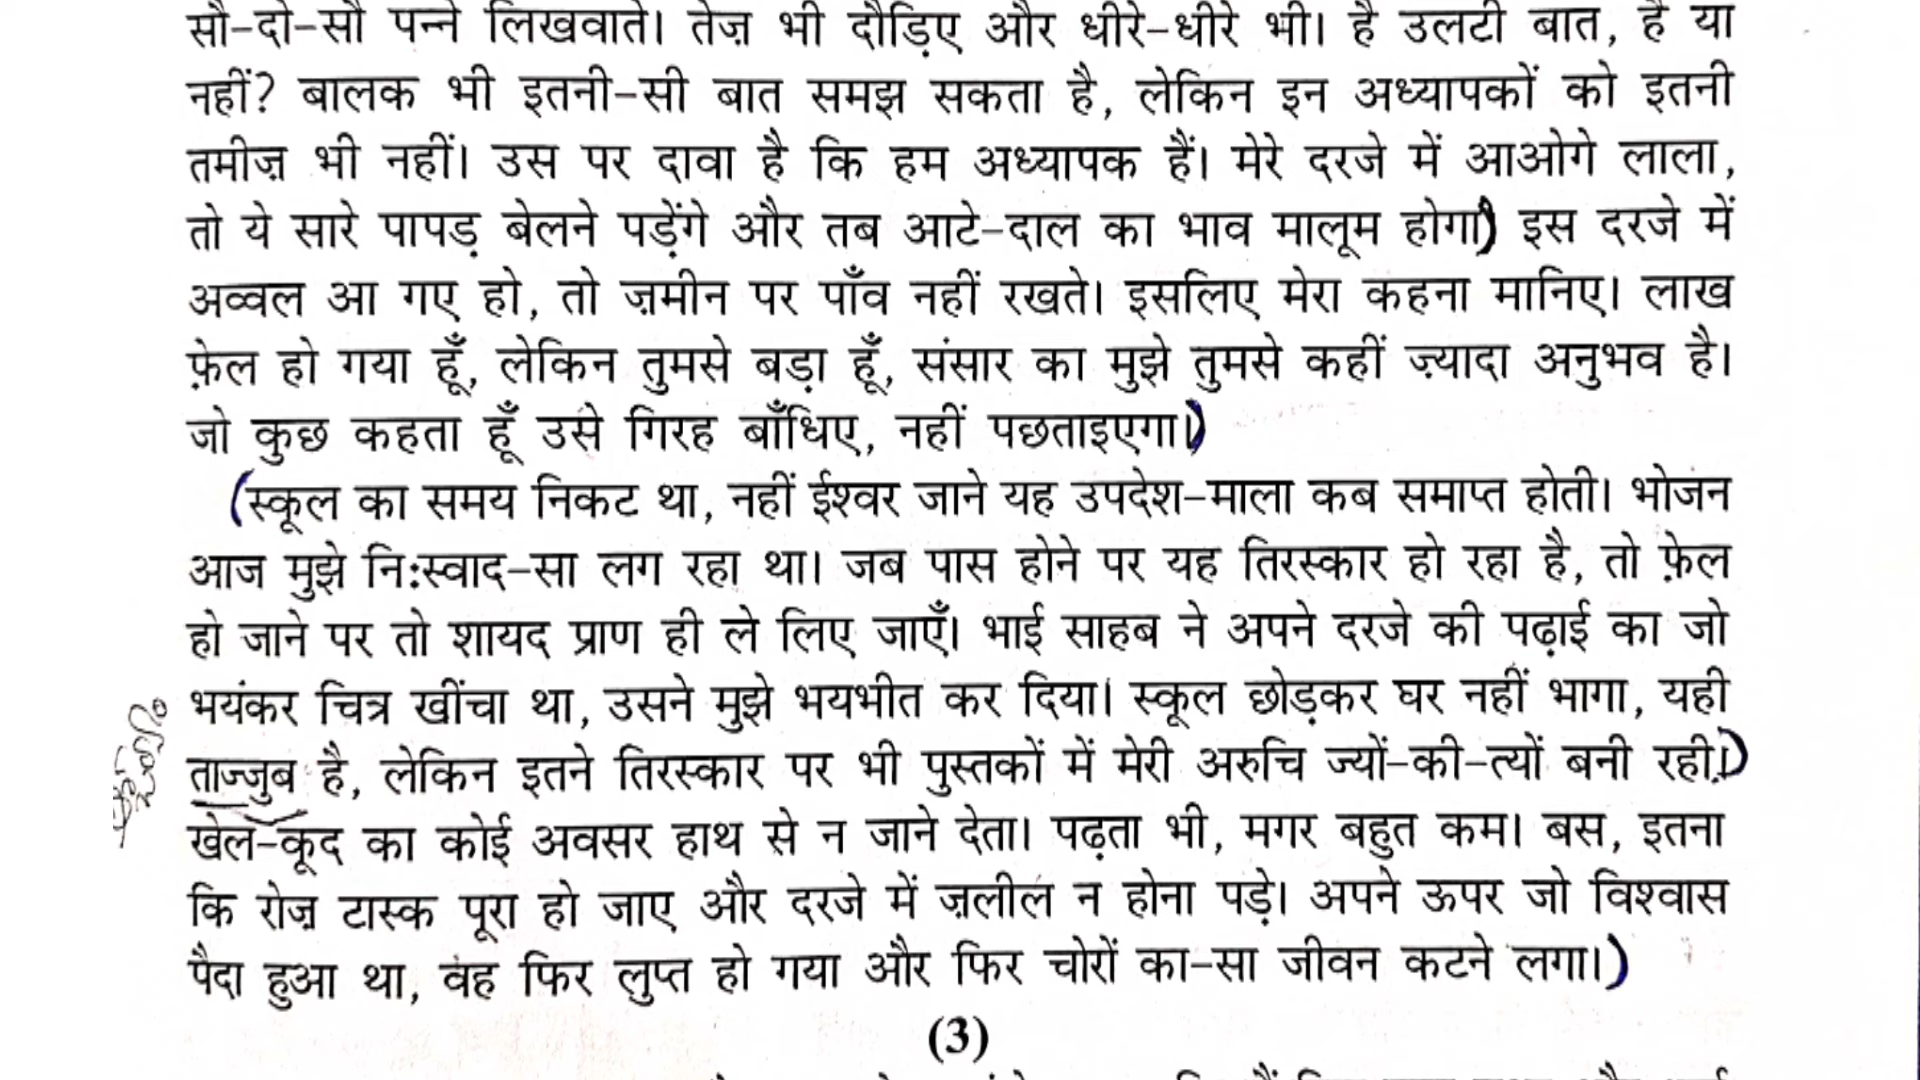 सौ-दो-सौ पन्ने लिखवाते। तेज़ भी दौड़िए और धीरे-धीरे भी। है उलटी बात, है या
नहीं? बालक भी इतनी-सी बात समझ सकता है, लेकिन इन अध्यापकों को इतनी
तमीज़ भी नहीं। उस पर दावा है कि हम अध्यापक हैं। मेरे दरजे में आओगे लाला,
तो ये सारे पापड़ बेलने पड़ेंगे और तब आटे-दाल का भाव मालूम होगा) इस दरजे में
अव्वल आ गए हो, तो ज़मीन पर पाँव नहीं रखते। इसलिए मेरा कहना मानिए। लाख
फ़ेल हो गया हूँ, लेकिन तुमसे बड़ा हूँ, संसार का मुझे तुमसे कहीं ज़्यादा अनुभव है।
जो कुछ कहता हूँ उसे गिरह बाँधिए, नहीं पछताइएगा।)
(स्कूल का समय निकट था, नहीं ईश्वर जाने यह उपदेश-माला कब समाप्त होती। भोजन
आज मुझे नि:स्वाद-सा लग रहा था। जब पास होने पर यह तिरस्कार हो रहा है, तो फ़ेल
हो जाने पर तो शायद प्राण ही ले लिए जाएँ। भाई साहब ने अपने दरजे की पढ़ाई का जो
भयंकर चित्र खींचा था, उसने मुझे भयभीत कर दिया। स्कूल छोड़कर घर नहीं भागा, यही
ताज्जुब है, लेकिन इतने तिरस्कार पर भी पुस्तकों में मेरी अरुचि ज्यों-की-त्यों बनी रही।)
खेल-कूद का कोई अवसर हाथ से न जाने देता। पढ़ता भी, मगर बहुत कम। बस, इतना
कि रोज़ टास्क पूरा हो जाए और दरजे में ज़लील न होना पड़े। अपने ऊपर जो विश्वास
पैदा हुआ था, वह फिर लुप्त हो गया और फिर चोरों का-सा जीवन कटने लगा।)
(3)